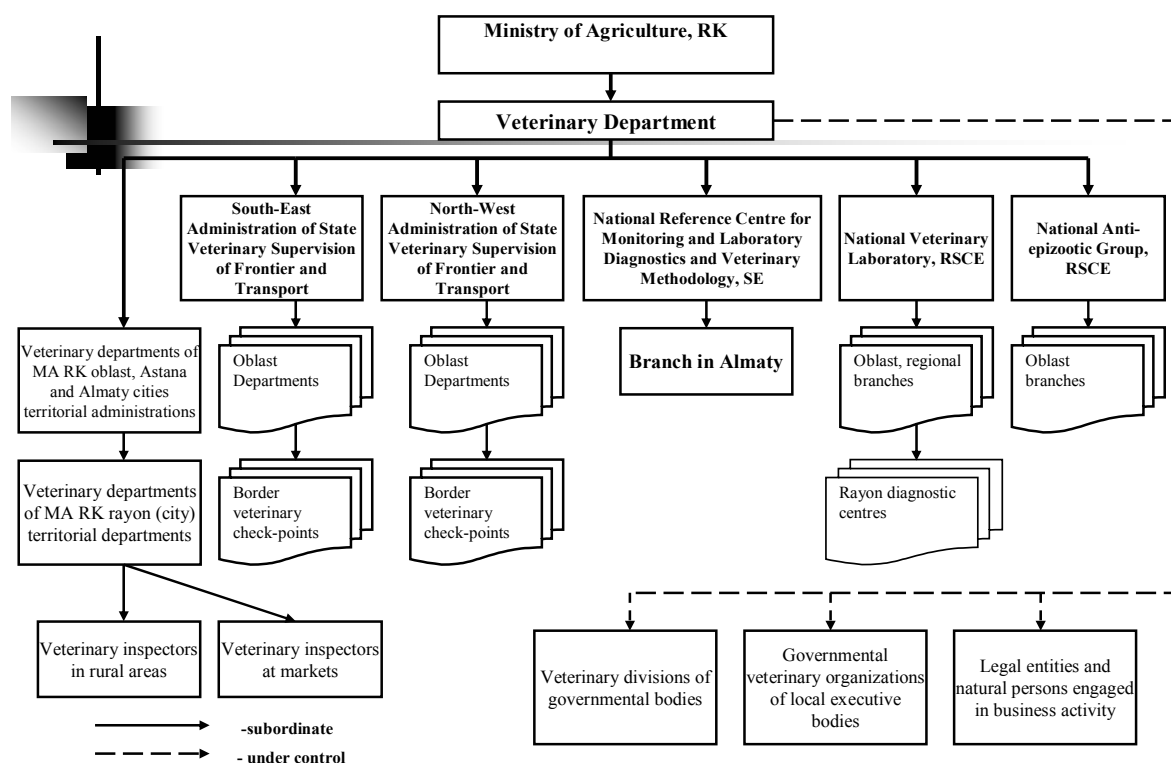 Ministry of Agriculture, RK
Veterinary Department
South-East
Administration of State
Veterinary Supervision
of Frontier and
Transport
North-West
Administration of State
Veterinary Supervision
of Frontier and
Transport
National Reference Centre for
Monitoring and Laboratory
Diagnostics and Veterinary
Methodology, SE
National Veterinary
Laboratory, RSCE
National Anti-
epizootic Group,
RSCE
Veterinary departments of
MA RK oblast, Astana
and Almaty cities
territorial administrations
Oblast
Departments
Oblast
Departments
Branch in Almaty
Oblast, regional
branches
Oblast
branches
Veterinary departments
of MA RK rayon (city)
territorial departments
Border
veterinary
check-points
Border
veterinary
check-points
Rayon diagnostic
centres
Veterinary inspectors
in rural areas
Veterinary inspectors
at markets
Veterinary divisions of
governmental bodies
Governmental
veterinary organizations
of local executive
bodies
Legal entities and
natural persons engaged
in business activity
-subordinate
- under control